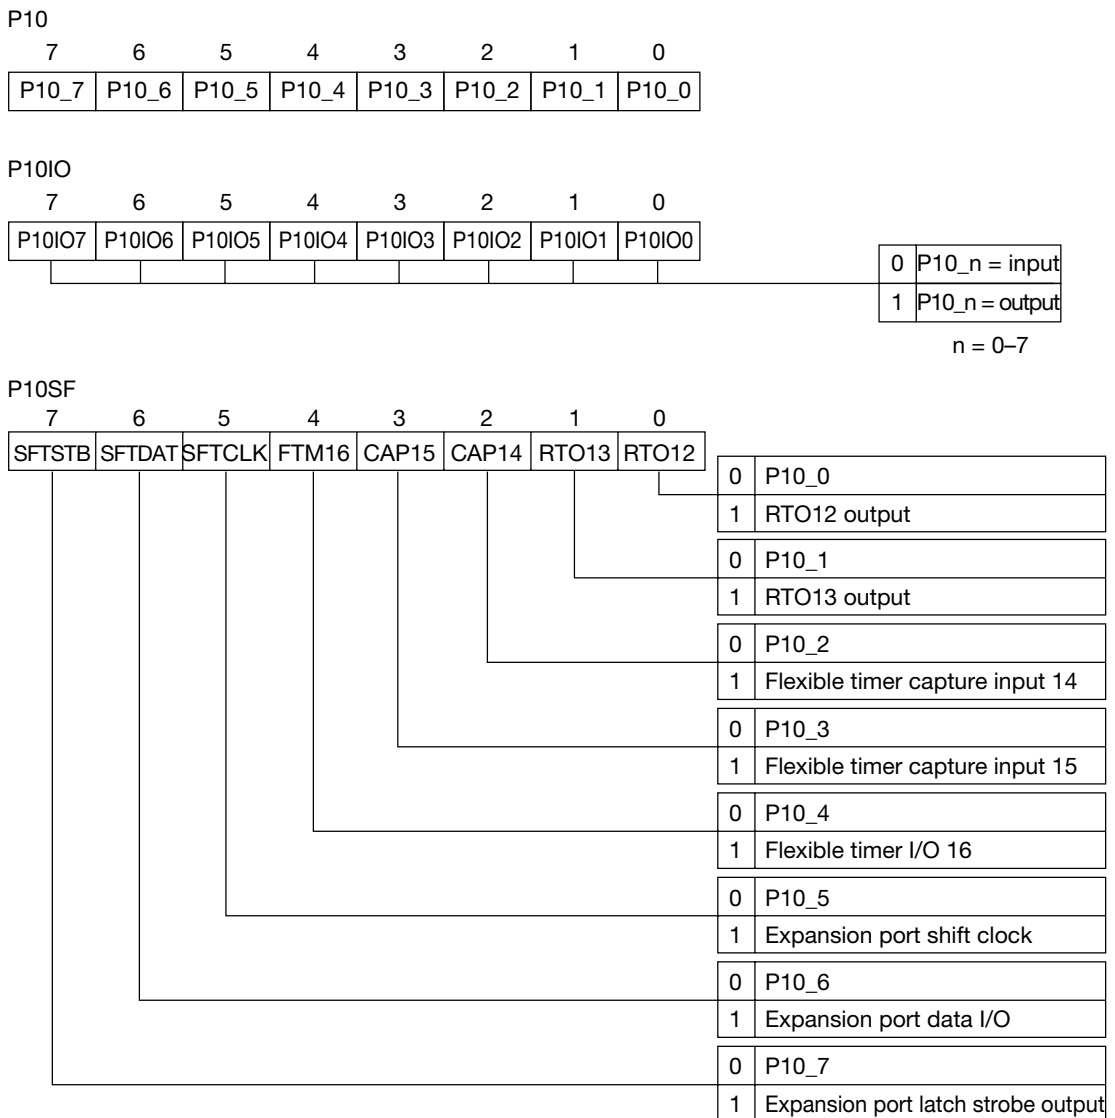 P10
7 6 5 4 3 2 1 0
P10_7 P10_6 P10_5 P10_4 P10_3 P10_2 P10_1 P10_0
P10IO
7 6 5 4 3 2 1 0
P10IO7 P10IO6 P10IO5 P10IO4 P10IO3 P10IO2 P10IO1 P10IO0
0 P10_n = input
1 P10_n = output
n = 0–7
P10SF
7 6 5 4 3 2 1 0
SFTSTB SFTDAT SFTCLK FTM16 CAP15 CAP14 RTO13 RTO12
0 P10_0
1 RTO12 output
0 P10_1
1 RTO13 output
0 P10_2
1 Flexible timer capture input 14
0 P10_3
1 Flexible timer capture input 15
0 P10_4
1 Flexible timer I/O 16
0 P10_5
1 Expansion port shift clock
0 P10_6
1 Expansion port data I/O
0 P10_7
1 Expansion port latch strobe output